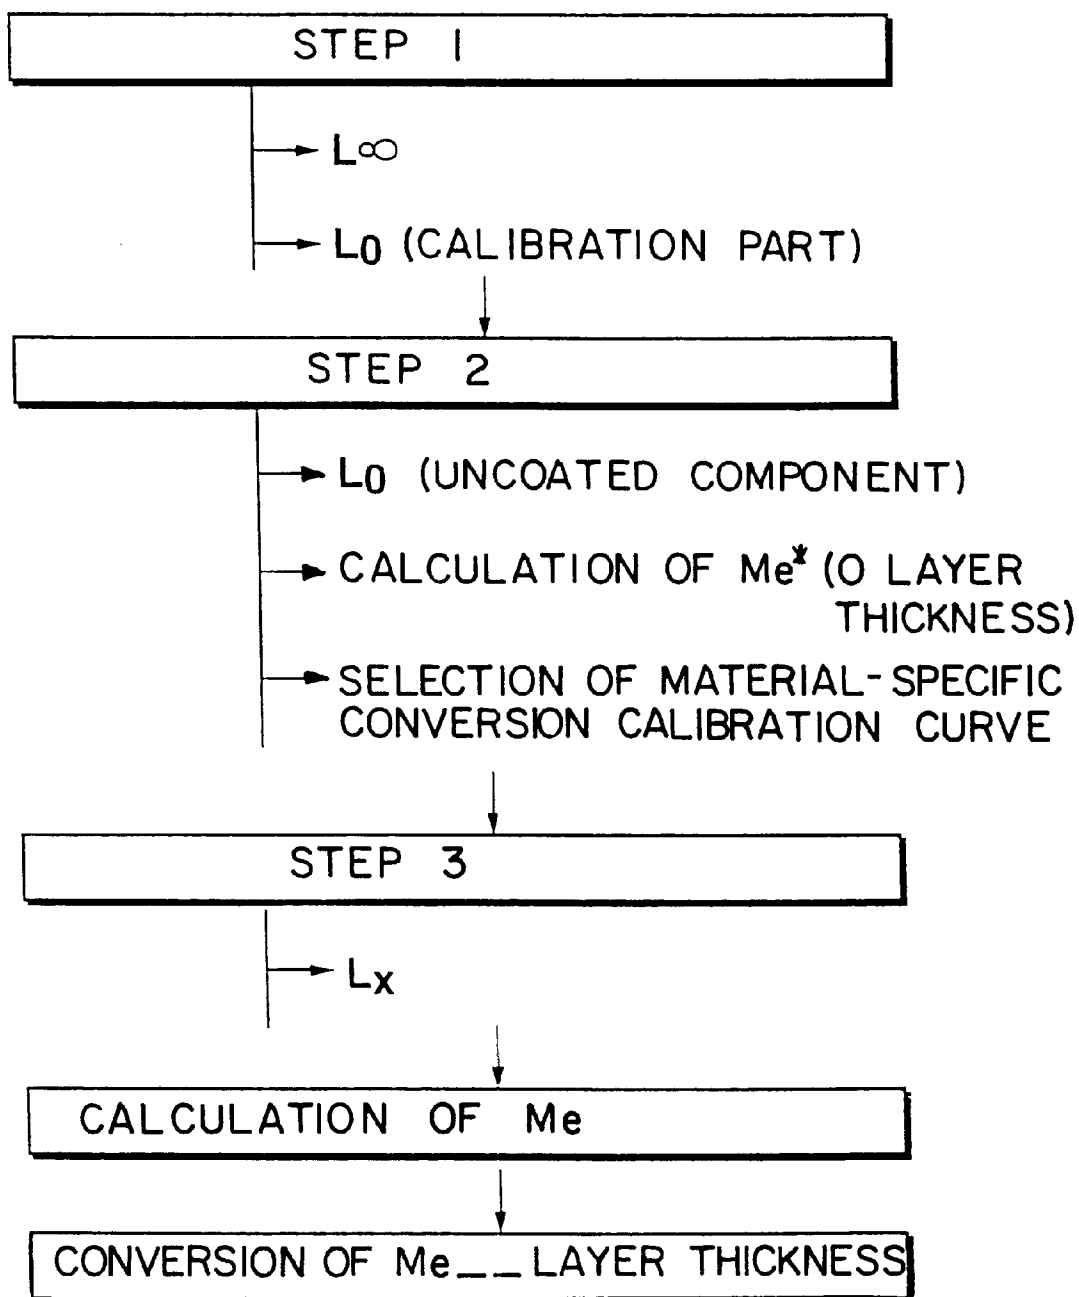 STEP 1
L∞
L0 (CALIBRATION PART)
STEP 2
L0 (UNCOATED COMPONENT)
CALCULATION OF Me* (0 LAYER
THICKNESS)
SELECTION OF MATERIAL-SPECIFIC
CONVERSION CALIBRATION CURVE
STEP 3
Lx
CALCULATION OF Me
CONVERSION OF Me__LAYER THICKNESS